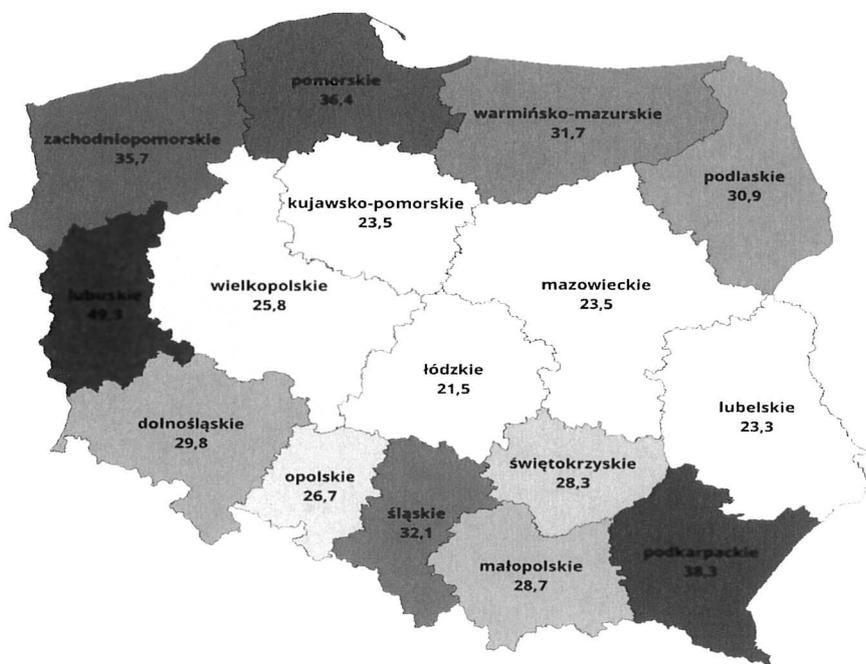 pomorskie
36,4
zachodniopomorskie
35,7
warmińsko-mazurskie
31,7
podlaskie
30,9
kujawsko-pomorskie
23,5
lubuskie
49,3
wielkopolskie
25,8
mazowieckie
23,5
łódzkie
21,5
lubelskie
23,3
dolnośląskie
29,8
opolskie
26,7
śląskie
32,1
świętokrzyskie
28,3
małopolskie
28,7
podkarpackie
38,3